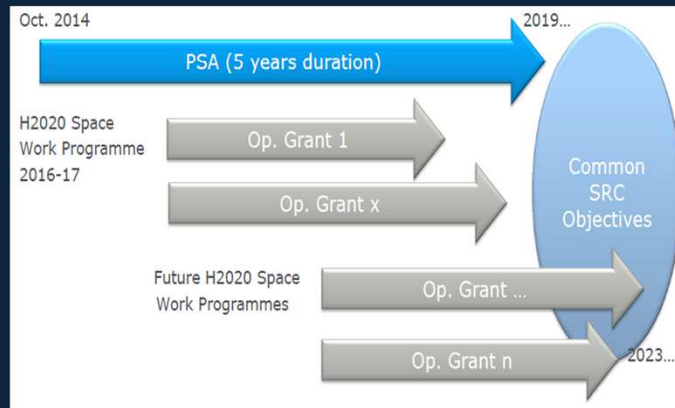 Oct. 2014
2019...
PSA (5 years duration)
H2020 Space
Work Programme
2016-17
Op. Grant 1
Op. Grant x
Common
SRC
Objectives
Future H2020 Space
Work Programmes
Op. Grant ...
Op. Grant n
2023...